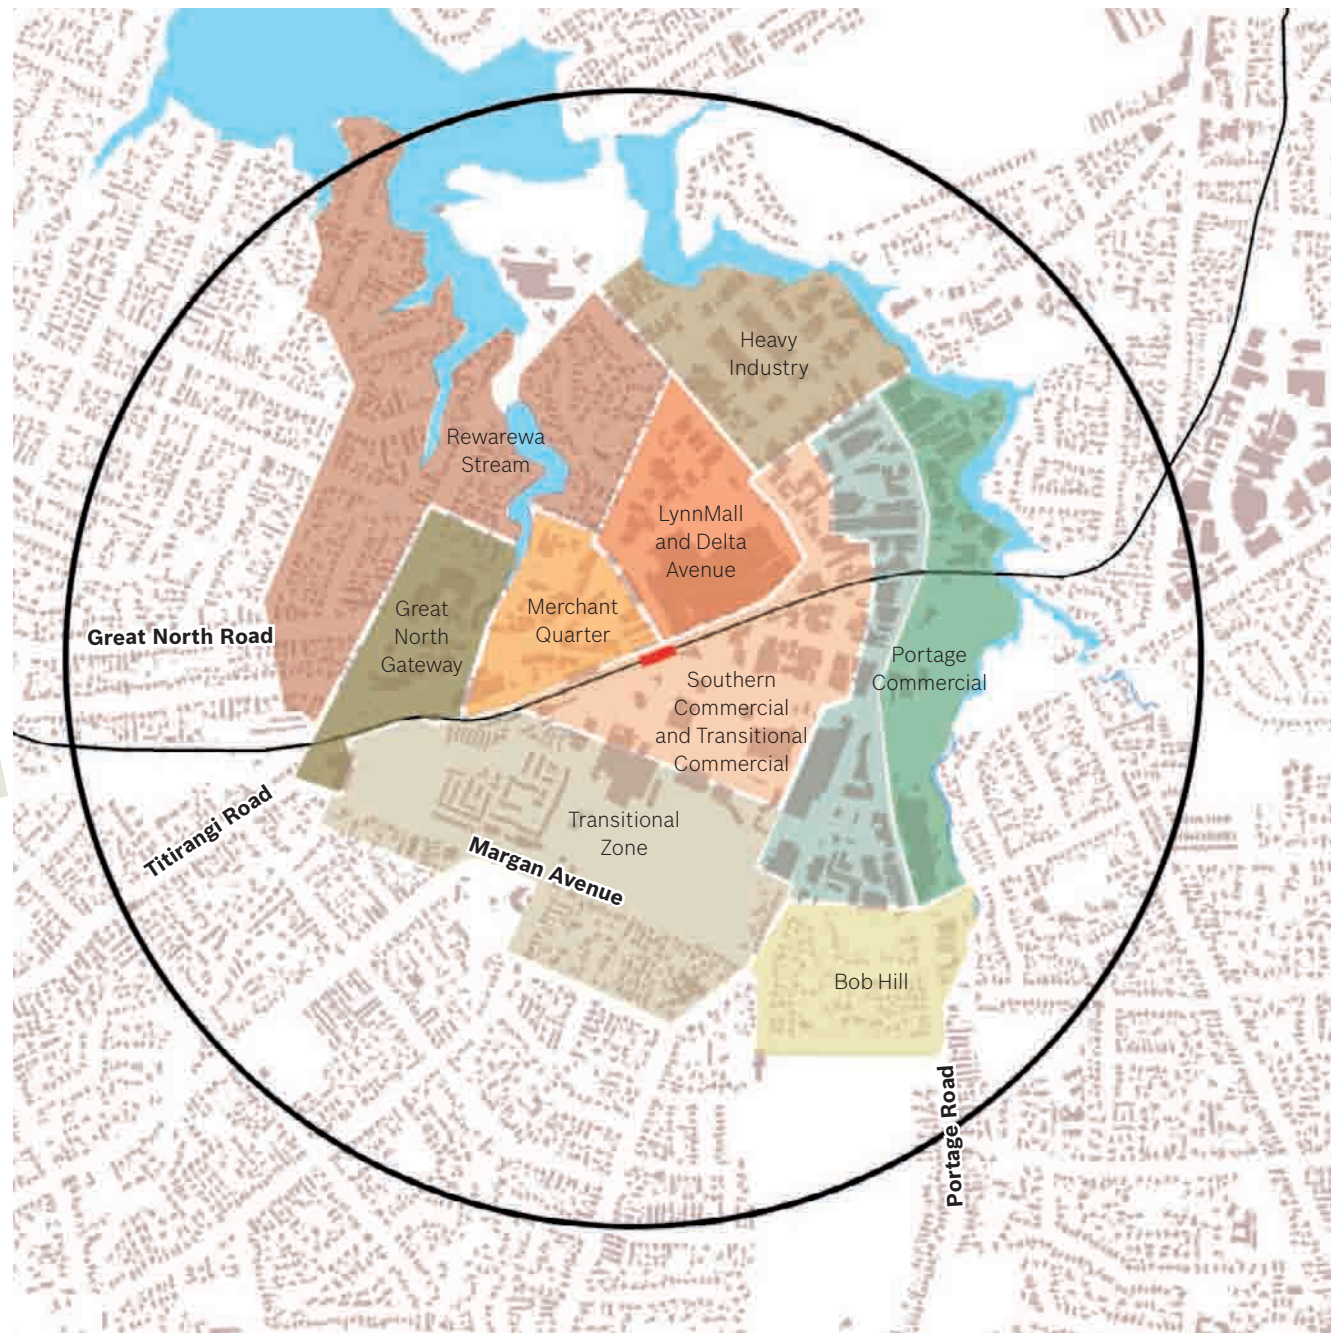 Heavy
Industry
Rewarewa
Stream
LynnMall
and Delta
Avenue
Great
North
Gateway
Merchant
Quarter
Great North Road
Portage
Commercial
Southern
Commercial
and Transitional
Commercial
Titirangi Road
Transitional
Zone
Margan Avenue
Bob Hill
Portage Road